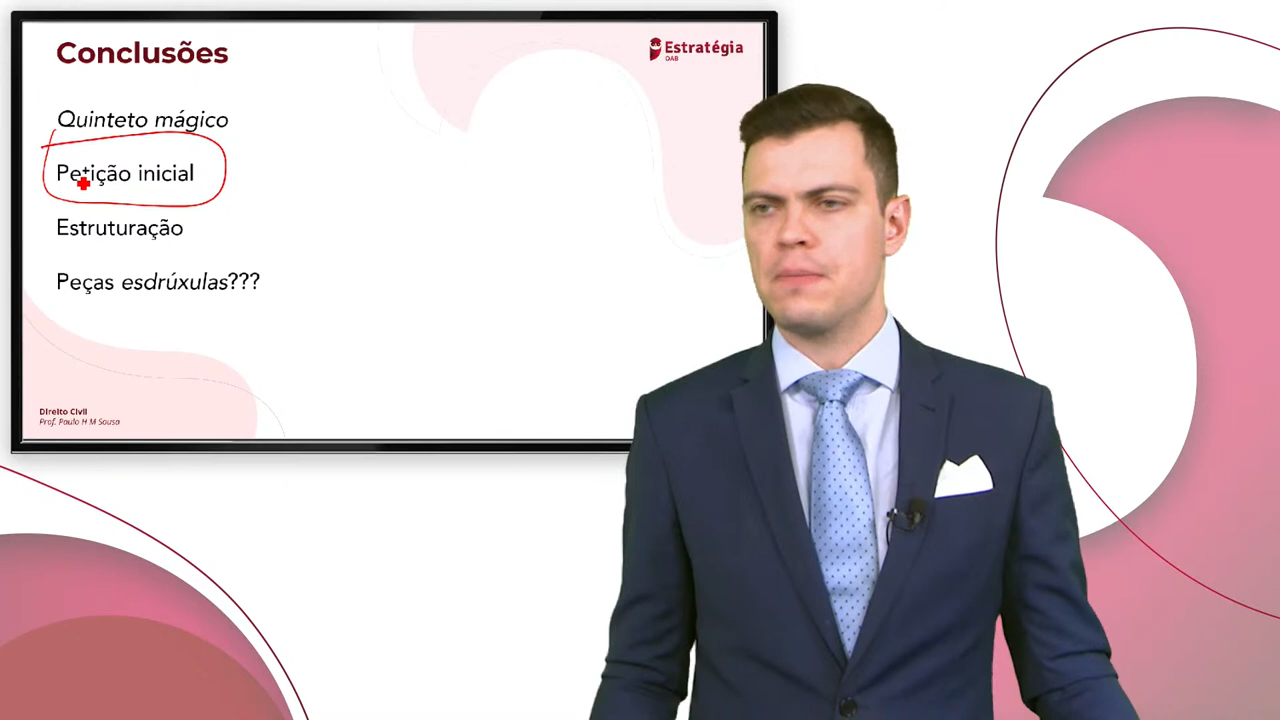 Conclusões
Estratégia
OAB
Quinteto mágico
Petição inicial
Estruturação
Peças esdrúxulas???
Direito Civil
Prof. Paulo H M Sousa